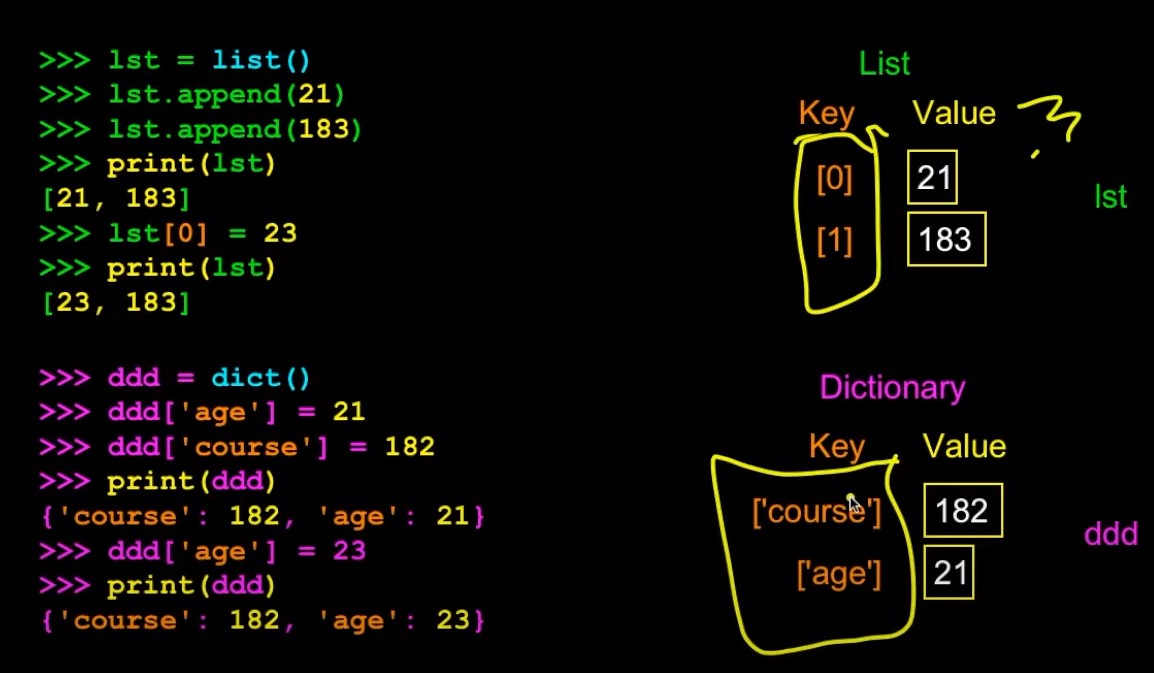 >>> lst = list()
>>> lst.append(21)
>>> lst.append(183)
>>> print(lst)
[21, 183]
>>> lst[0] = 23
>>> print(lst)
[23, 183]
List
Key Value
[0] 21
[1] 183
lst
>>> ddd = dict()
>>> ddd['age'] = 21
>>> ddd['course'] = 182
>>> print(ddd)
{'course': 182, 'age': 21}
>>> ddd['age'] = 23
>>> print(ddd)
{'course': 182, 'age': 23}
Dictionary
Key Value
['course'] 182
['age'] 21
ddd